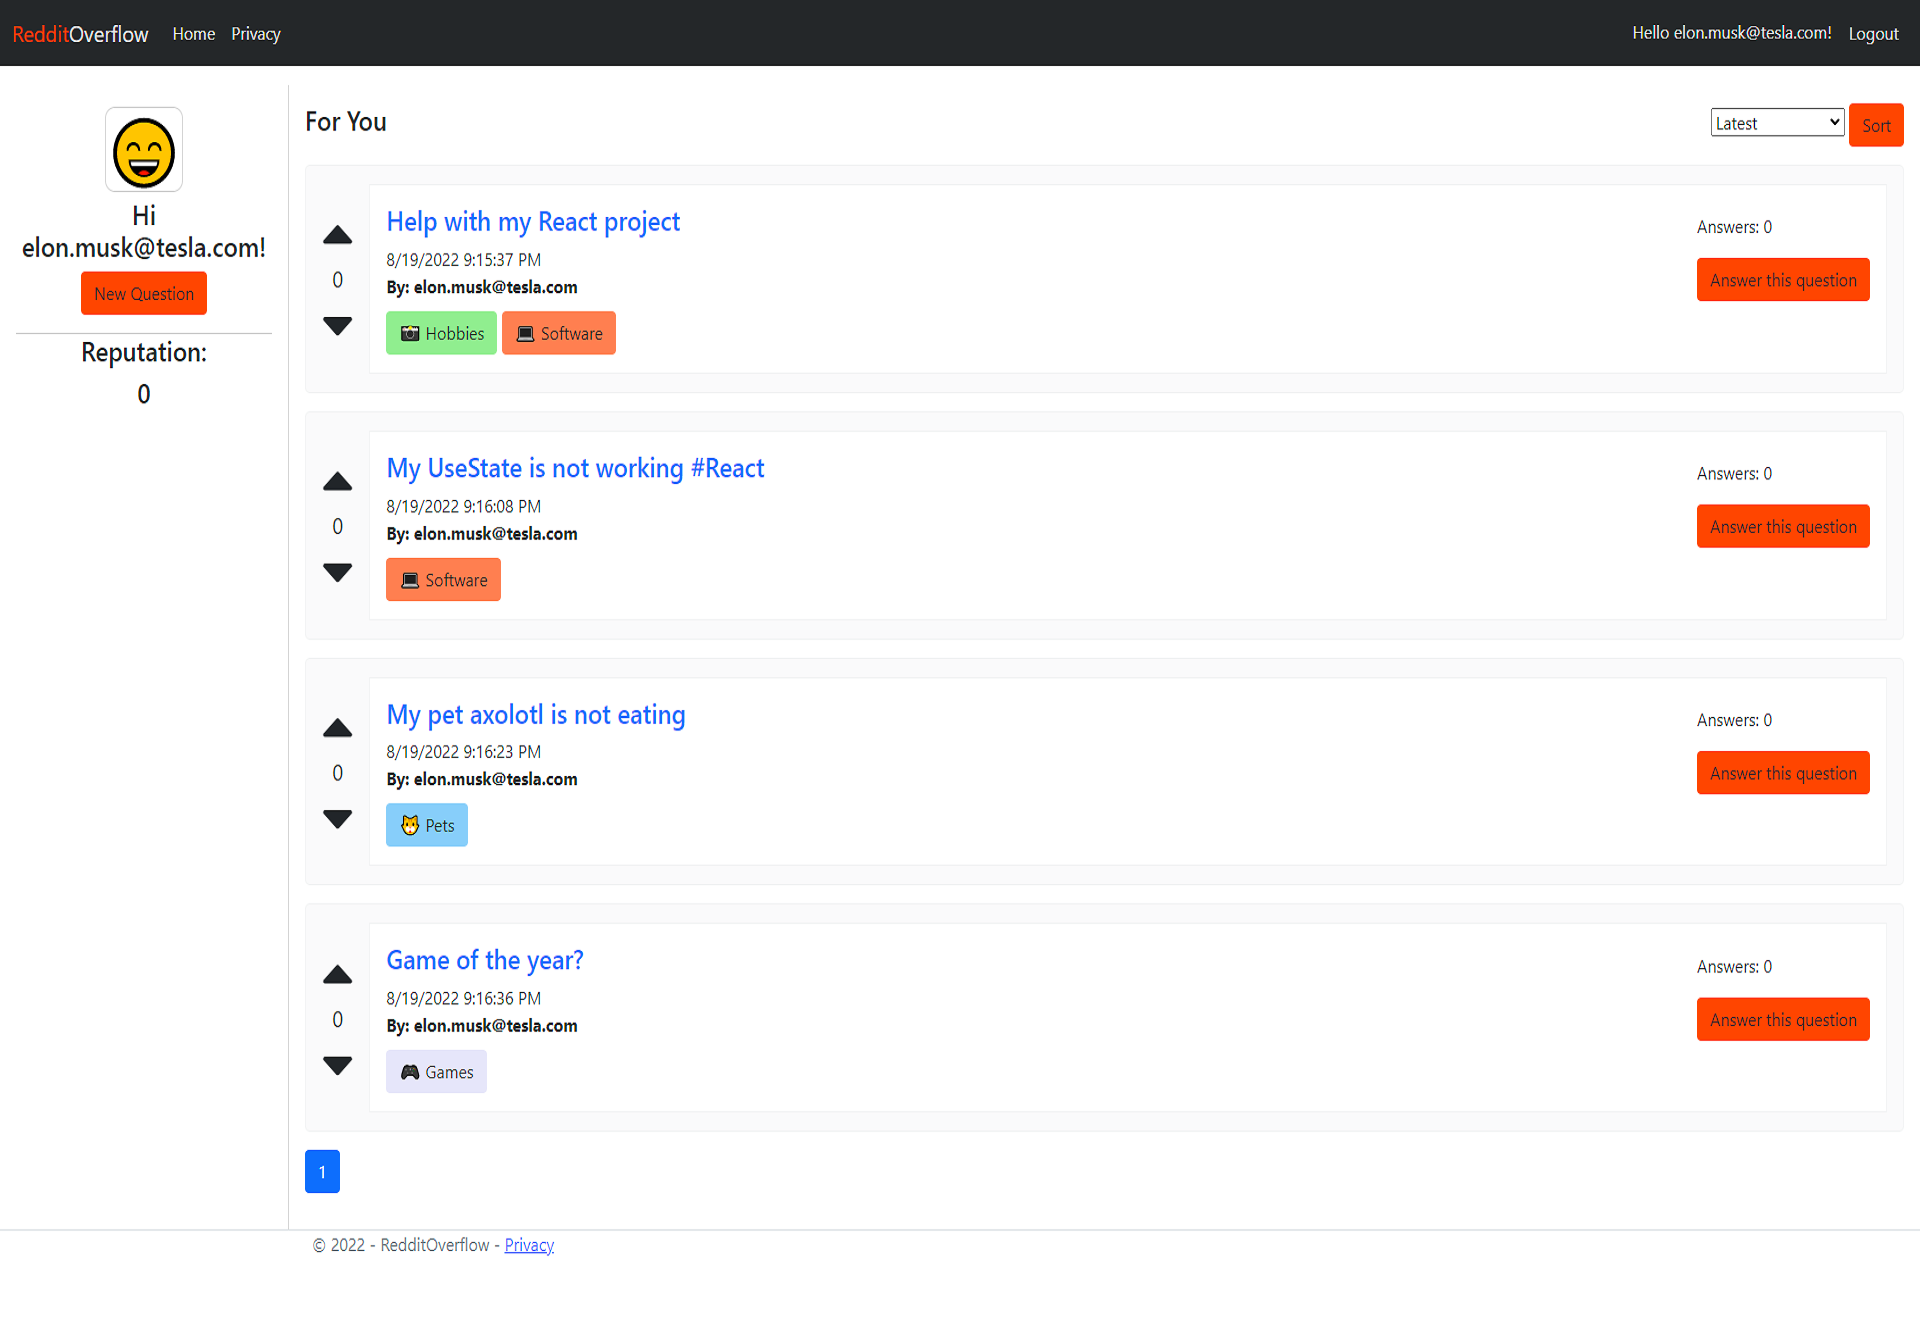 RedditOverflow Home Privacy Hello elon.musk@tesla.com! Logout
Hi
elon.musk@tesla.com!
New Question
Reputation:
0
For You
Latest Sort
Help with my React project
8/19/2022 9:15:37 PM
By: elon.musk@tesla.com
Hobbies Software
0
Answers: 0
Answer this question
My UseState is not working #React
8/19/2022 9:16:08 PM
By: elon.musk@tesla.com
Software
0
Answers: 0
Answer this question
My pet axolotl is not eating
8/19/2022 9:16:23 PM
By: elon.musk@tesla.com
Pets
0
Answers: 0
Answer this question
Game of the year?
8/19/2022 9:16:36 PM
By: elon.musk@tesla.com
Games
0
Answers: 0
Answer this question
1
© 2022 - RedditOverflow - Privacy